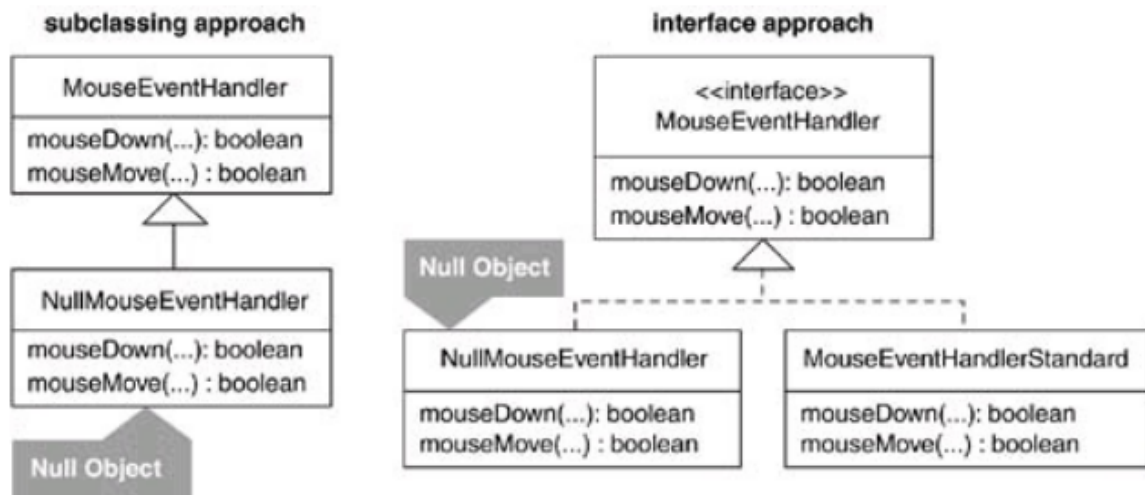 subclassing approach
MouseEventHandler
mouseDown(...): boolean
mouseMove(...) : boolean
NullMouseEventHandler
mouseDown(...): boolean
mouseMove(...) : boolean
Null Object
interface approach
<<interface>>
MouseEventHandler
mouseDown(...): boolean
mouseMove(...) : boolean
Null Object
NullMouseEventHandler
mouseDown(...): boolean
mouseMove(...) : boolean
MouseEventHandlerStandard
mouseDown(...): boolean
mouseMove(...) : boolean